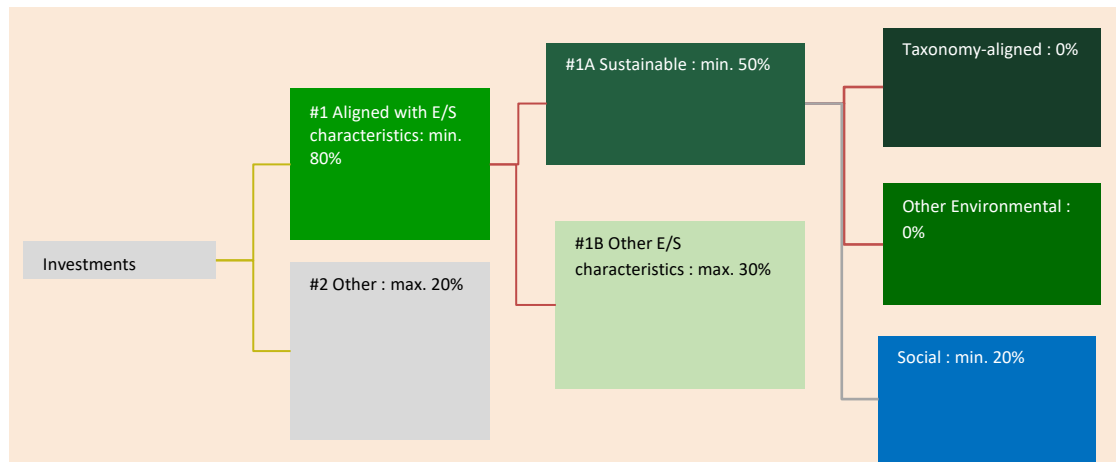 Investments
#1 Aligned with E/S
characteristics: min.
80%
#2 Other : max. 20%
#1A Sustainable : min. 50%
#1B Other E/S
characteristics : max. 30%
Taxonomy-aligned : 0%
Other Environmental :
0%
Social : min. 20%